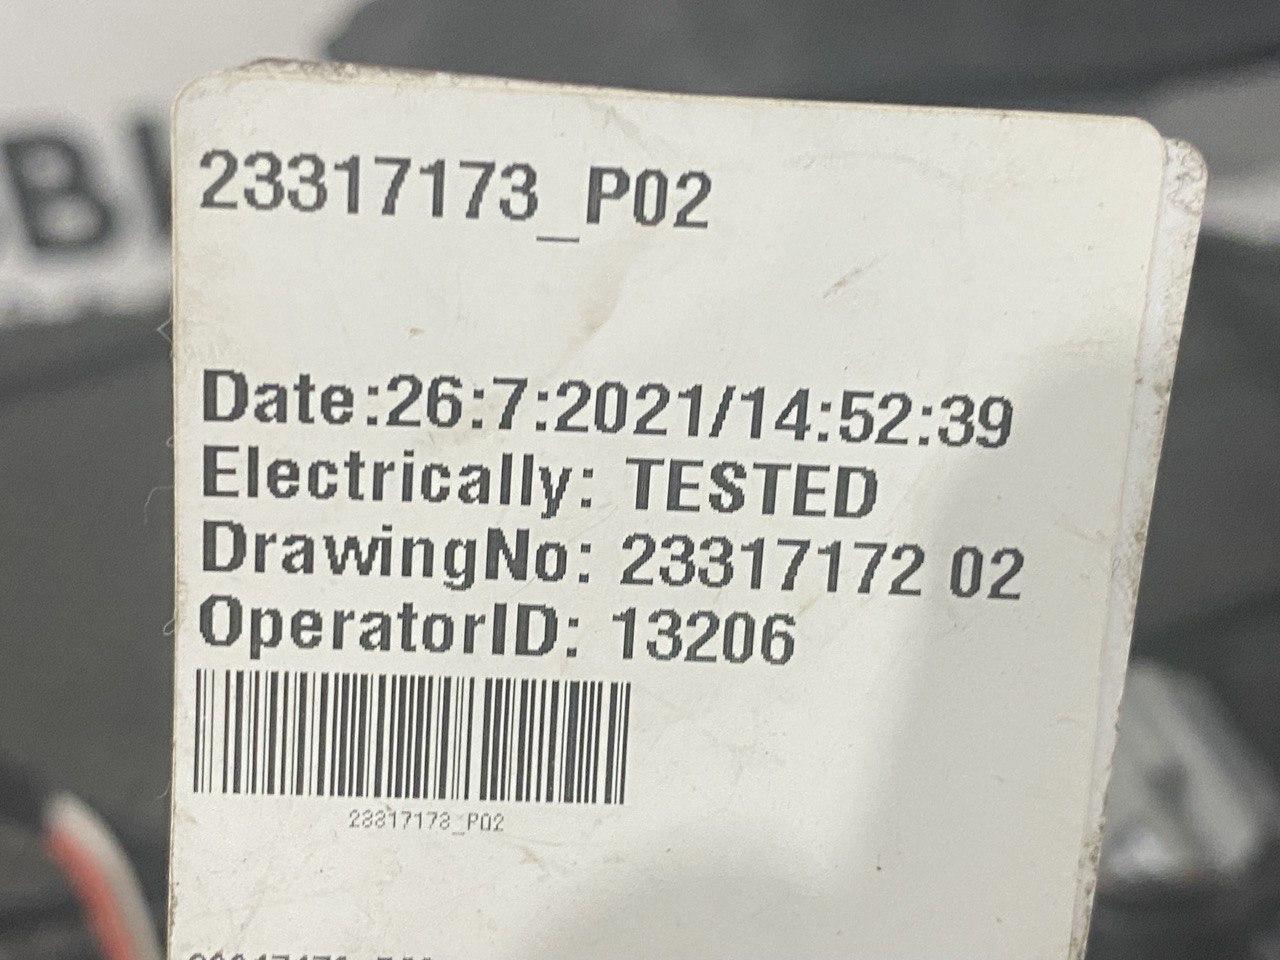 23317173_P02
Date:26:7:2021/14:52:39
Electrically: TESTED
DrawingNo: 23317172 02
OperatorID: 13206
23317173_P02